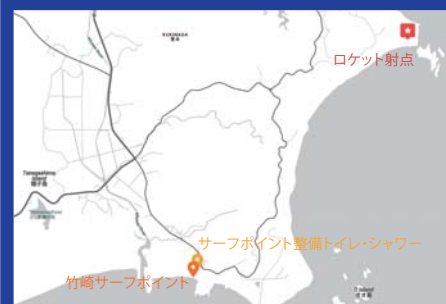 KUKINAGA
茎永
ロケット射点
Tanegashima
Island
種子島
サーフポイント整備トイレ・シャワー
竹崎サーフポイント